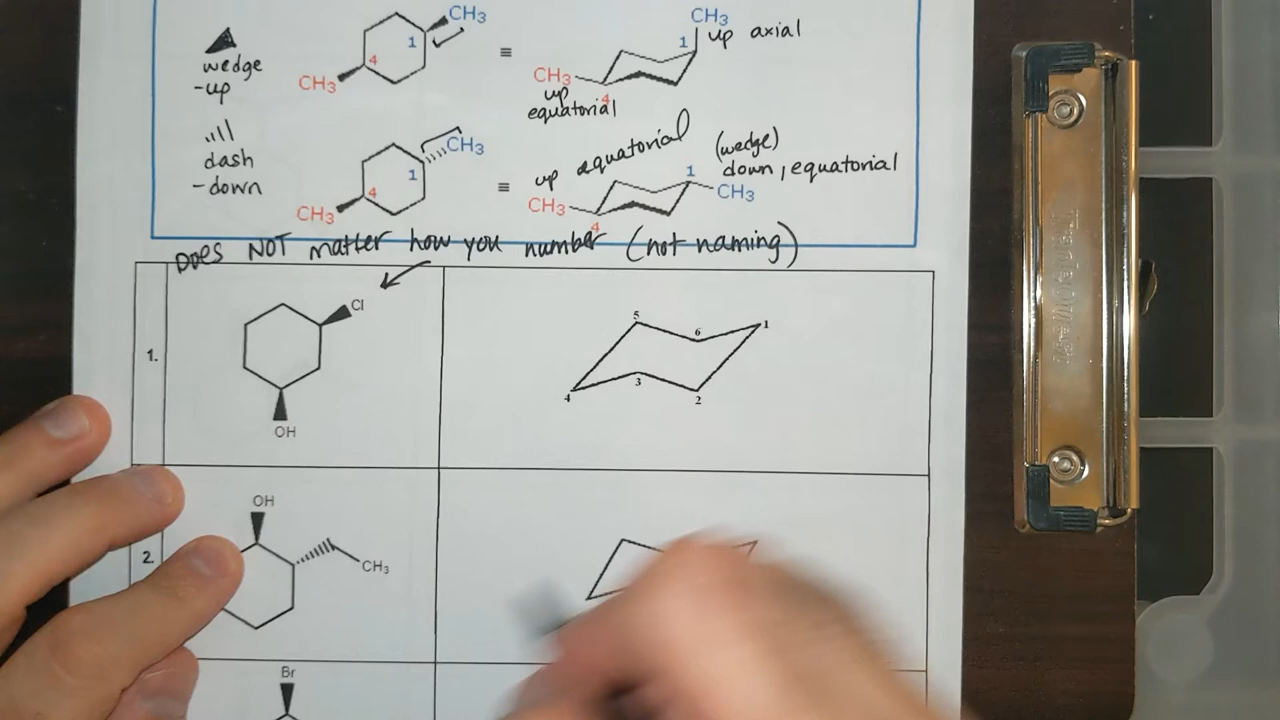 wedge
-up
CH₃
1
4
CH₃
≡
CH₃
1
up axial
CH₃
up
equatorial
4
dash
-down
CH₃
1
4
CH₃
≡
up equatorial
(wedge)
down, equatorial
1
CH₃
CH₃
4
Does NOT matter how you number (not naming)
1.
Cl
OH
5
6
1
4
3
2
2.
OH
CH₃
Br